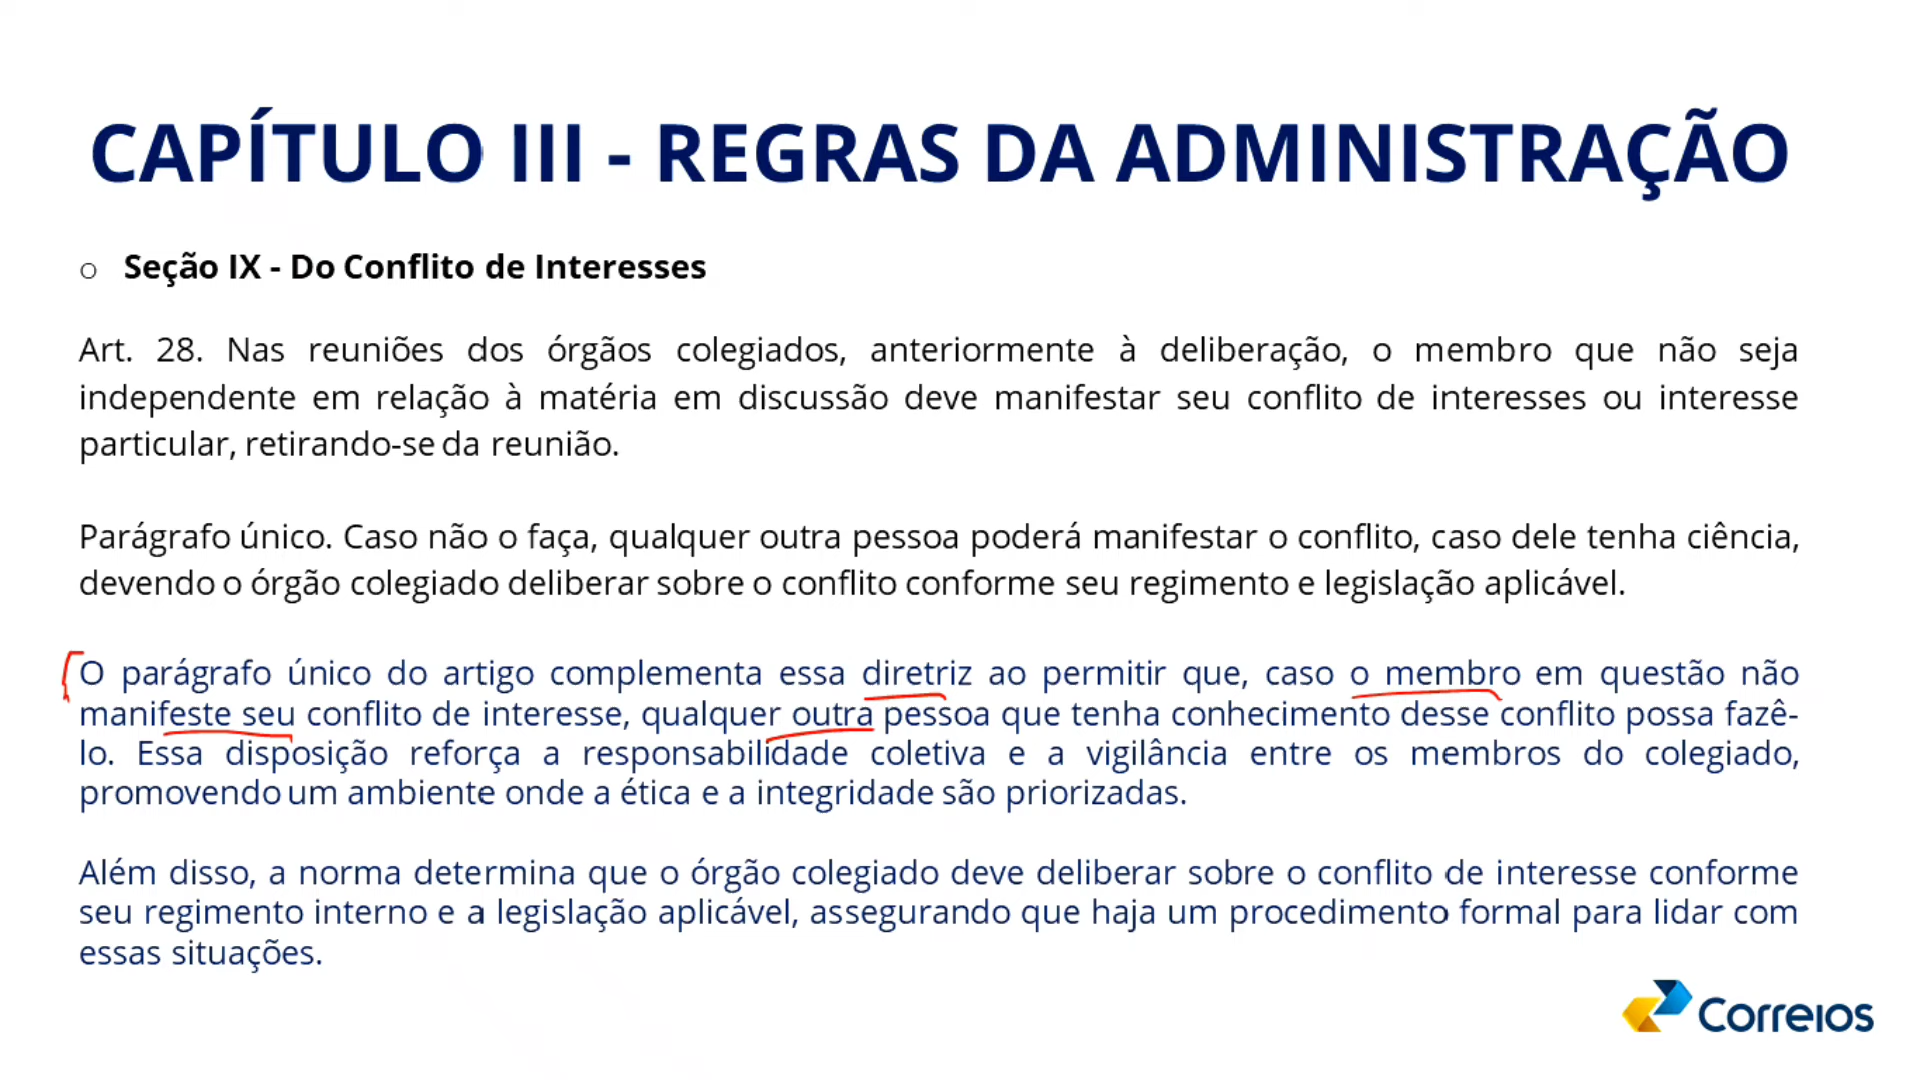 CAPÍTULO III - REGRAS DA ADMINISTRAÇÃO
o Seção IX - Do Conflito de Interesses
Art. 28. Nas reuniões dos órgãos colegiados, anteriormente à deliberação, o membro que não seja
independente em relação à matéria em discussão deve manifestar seu conflito de interesses ou interesse
particular, retirando-se da reunião.
Parágrafo único. Caso não o faça, qualquer outra pessoa poderá manifestar o conflito, caso dele tenha ciência,
devendo o órgão colegiado deliberar sobre o conflito conforme seu regimento e legislação aplicável.
O parágrafo único do artigo complementa essa diretriz ao permitir que, caso o membro em questão não
manifeste seu conflito de interesse, qualquer outra pessoa que tenha conhecimento desse conflito possa fazê-
lo. Essa disposição reforça a responsabilidade coletiva e a vigilância entre os membros do colegiado,
promovendo um ambiente onde a ética e a integridade são priorizadas.
Além disso, a norma determina que o órgão colegiado deve deliberar sobre o conflito de interesse conforme
seu regimento interno e a legislação aplicável, assegurando que haja um procedimento formal para lidar com
essas situações.
Correios